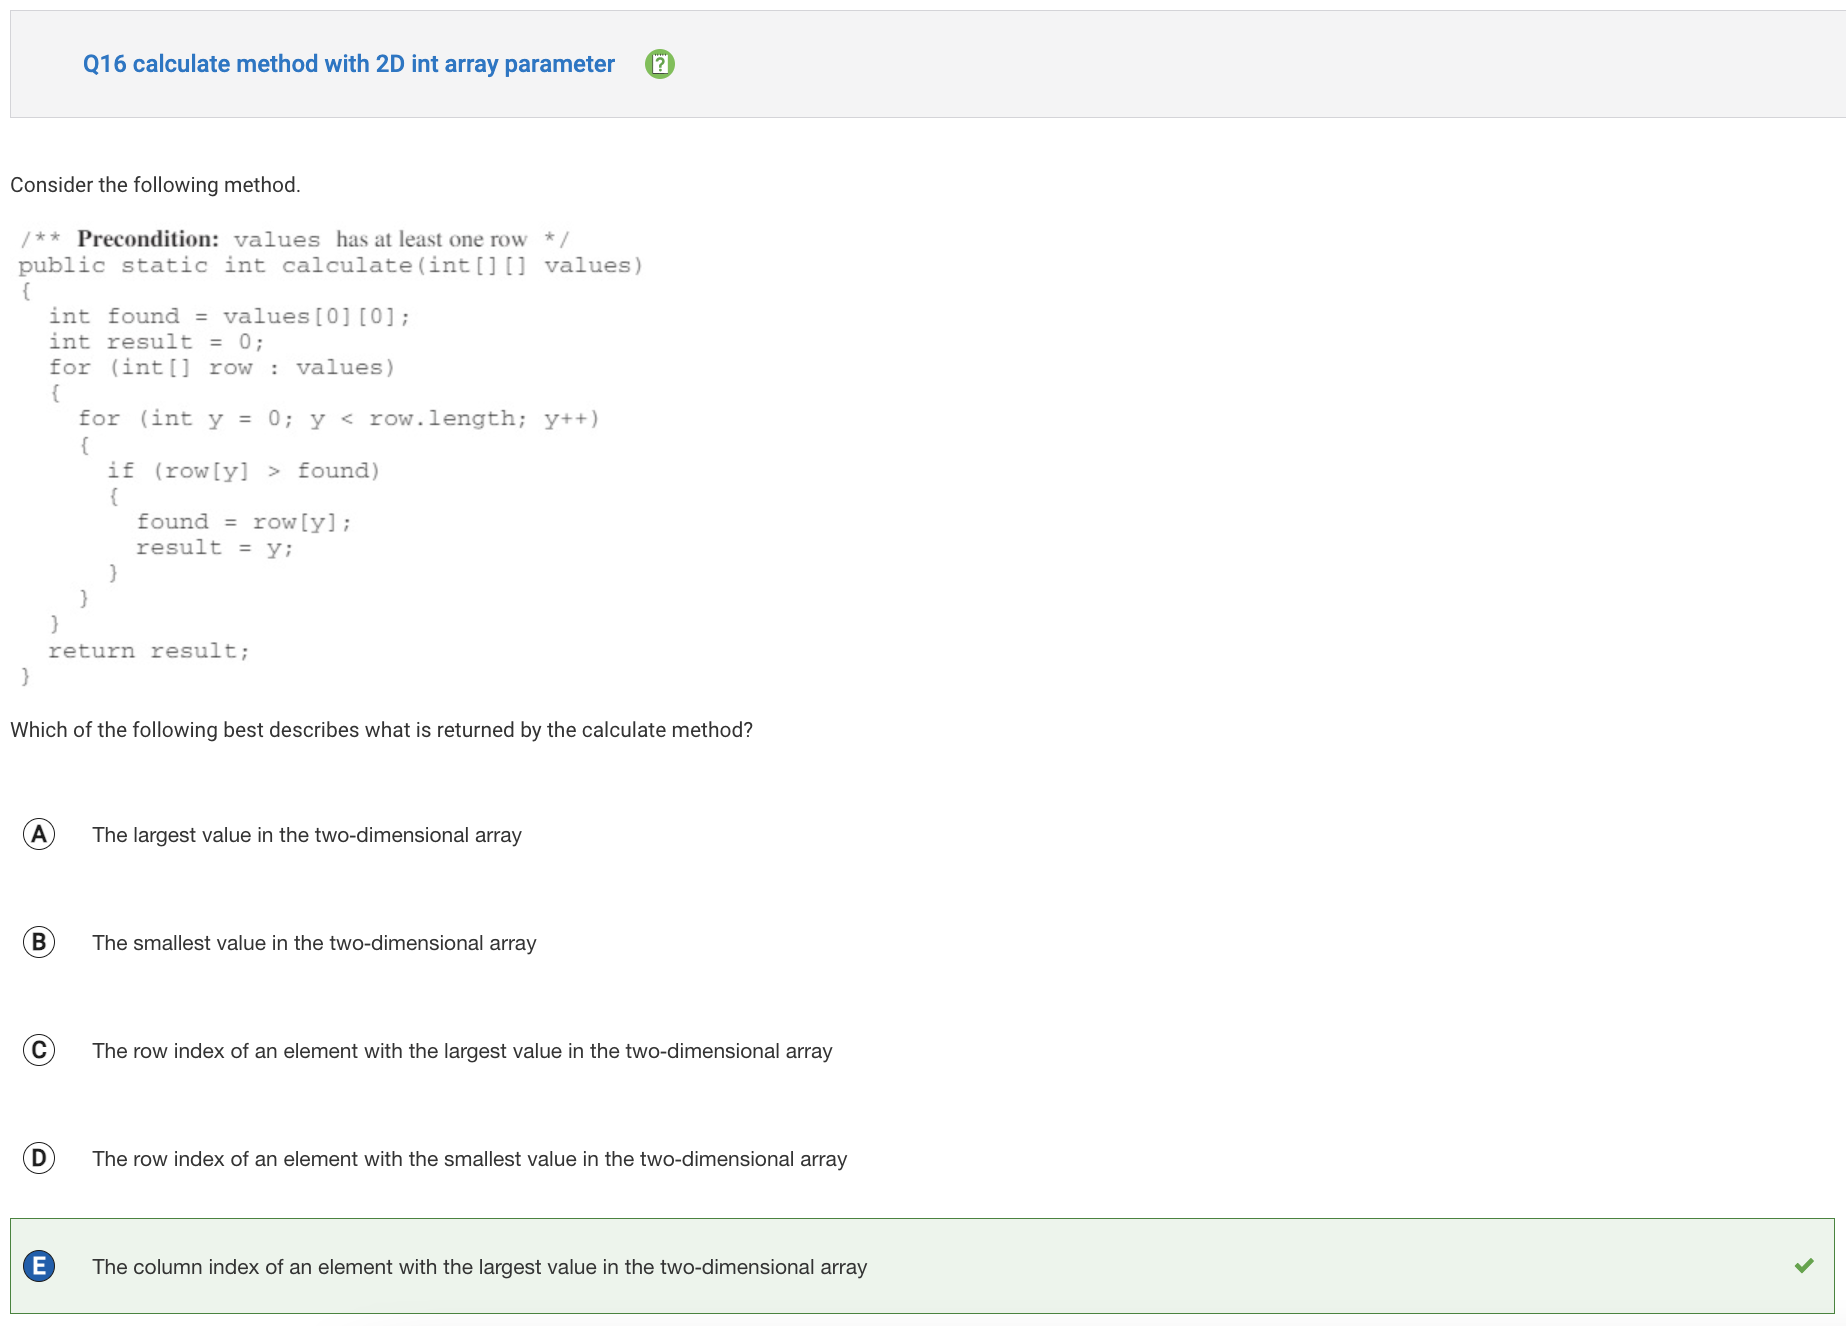 Q16 calculate method with 2D int array parameter
Consider the following method.
/** Precondition: values has at least one row */
public static int calculate(int[][] values)
{
int found = values[0][0];
int result = 0;
for (int[] row : values)
{
for (int y = 0; y < row.length; y++)
{
if (row[y] > found)
{
found = row[y];
result = y;
}
}
}
return result;
}
Which of the following best describes what is returned by the calculate method?
A The largest value in the two-dimensional array
B The smallest value in the two-dimensional array
C The row index of an element with the largest value in the two-dimensional array
D The row index of an element with the smallest value in the two-dimensional array
E The column index of an element with the largest value in the two-dimensional array